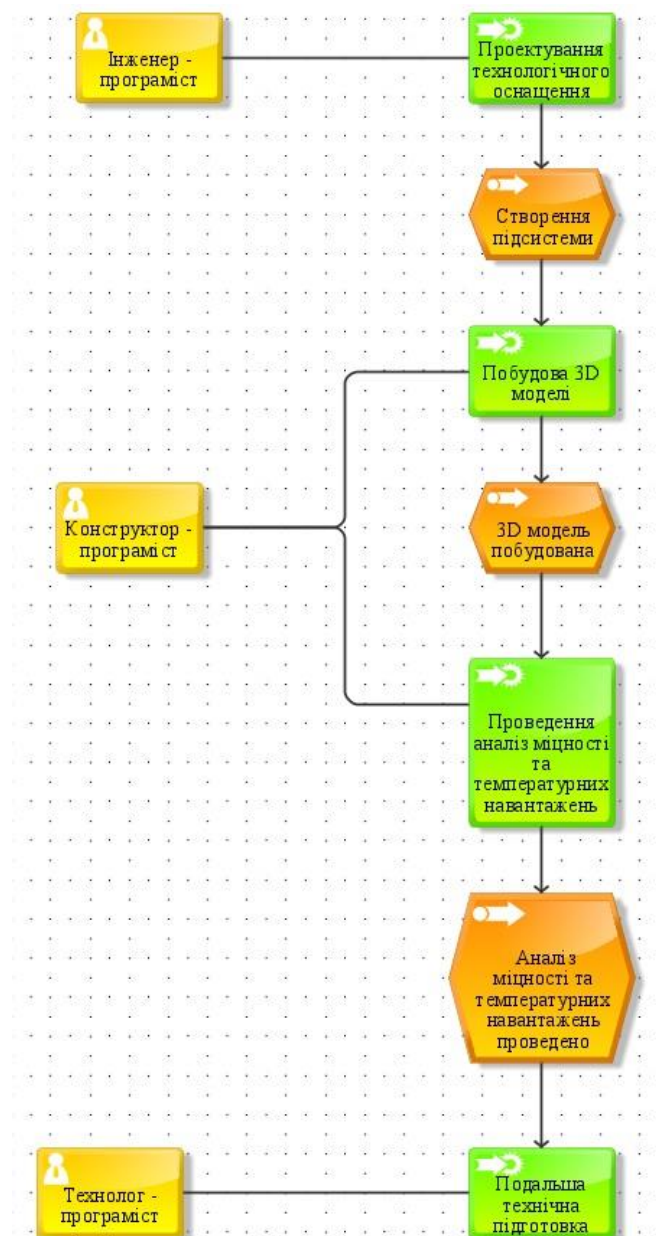 Інженер -
програміст
Проектування
технологічного
оснащення
Створення
підсистеми
Побудова 3D
моделі
Конструктор -
програміст
3D модель
побудована
Проведення
аналіз міцності
та
температурних
навантажень
Аналіз
міцності та
температурних
навантажень
проведено
Технолог -
програміст
Подальша
технічна
підготовка